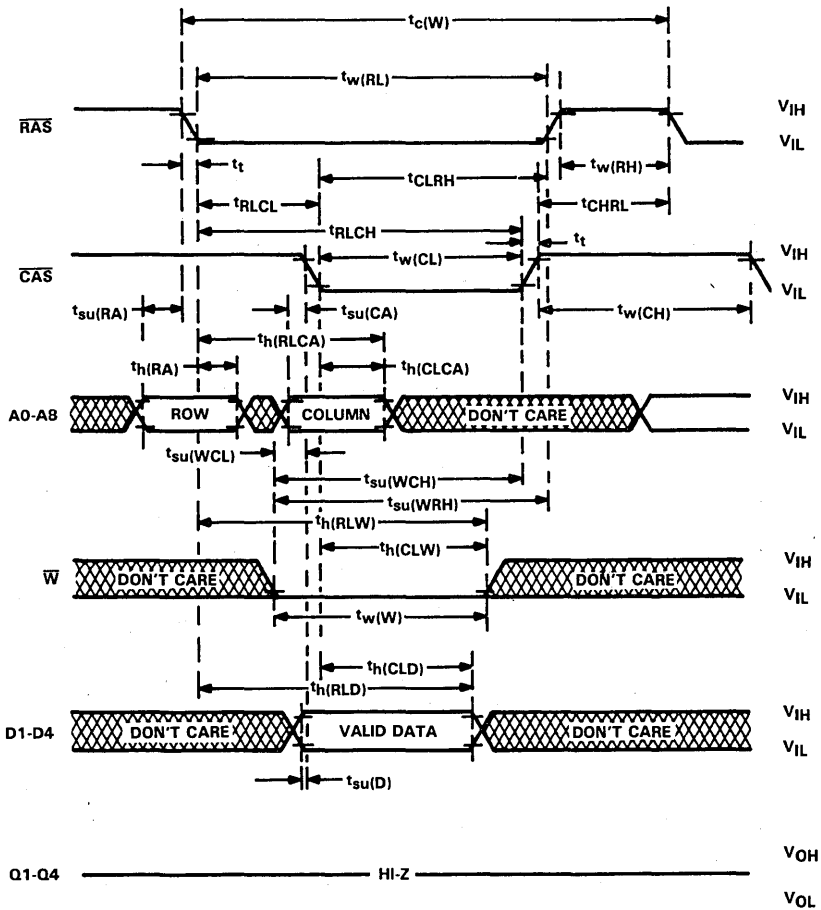 tc(W)
tw(RL)
RAS
VIH
VIL
tt
tw(RH)
tCLRH
tRLCL
tCHRL
tRLCH
tt
CAS
tw(CL)
VIH
VIL
tsu(RA)
tsu(CA)
tw(CH)
th(RLCA)
th(RA)
th(CLCA)
A0-A8
ROW
COLUMN
DON'T CARE
VIH
VIL
tsu(WCL)
tsu(WCH)
tsu(WRH)
th(RLW)
th(CLW)
W
DON'T CARE
DON'T CARE
VIH
VIL
tw(W)
th(CLD)
th(RLD)
D1-D4
DON'T CARE
VALID DATA
DON'T CARE
VIH
VIL
tsu(D)
Q1-Q4
HI-Z
VOH
VOL